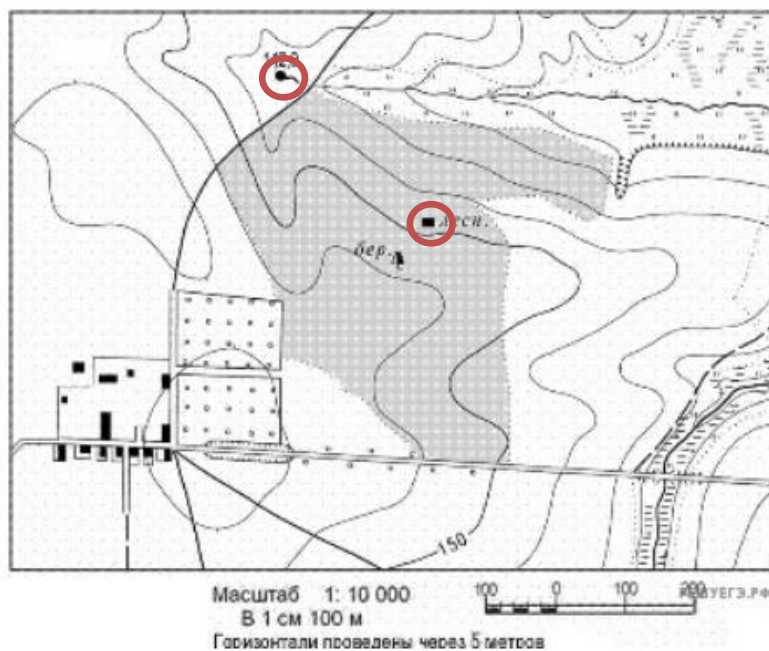 лесн.
бер.
150
Масштаб 1: 10 000
В 1 см 100 м
100 0 100 200
Горизонтали проведены через 5 метров